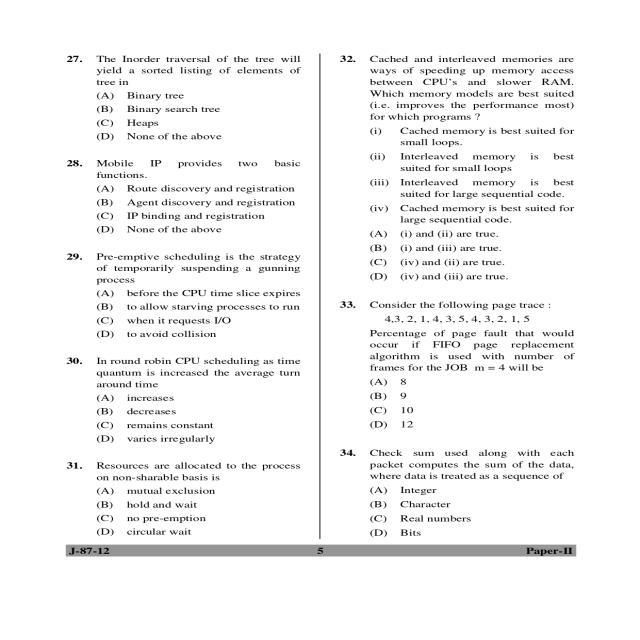 27. The Inorder traversal of the tree will
yield a sorted listing of elements of
tree in
(A) Binary tree
(B) Binary search tree
(C) Heaps
(D) None of the above
28. Mobile IP provides two basic
functions.
(A) Route discovery and registration
(B) Agent discovery and registration
(C) IP binding and registration
(D) None of the above
29. Pre-emptive scheduling is the strategy
of temporarily suspending a gunning
process
(A) before the CPU time slice expires
(B) to allow starving processes to run
(C) when it requests I/O
(D) to avoid collision
30. In round robin CPU scheduling as time
quantum is increased the average turn
around time
(A) increases
(B) decreases
(C) remains constant
(D) varies irregularly
31. Resources are allocated to the process
on non-sharable basis is
(A) mutual exclusion
(B) hold and wait
(C) no pre-emption
(D) circular wait
32. Cached and interleaved memories are
ways of speeding up memory access
between CPU's and slower RAM.
Which memory models are best suited
(i.e. improves the performance most)
for which programs ?
(i) Cached memory is best suited for
small loops.
(ii) Interleaved memory is best
suited for small loops
(iii) Interleaved memory is best
suited for large sequential code.
(iv) Cached memory is best suited for
large sequential code.
(A) (i) and (ii) are true.
(B) (i) and (iii) are true.
(C) (iv) and (ii) are true.
(D) (iv) and (iii) are true.
33. Consider the following page trace :
4,3, 2, 1, 4, 3, 5, 4, 3, 2, 1, 5
Percentage of page fault that would
occur if FIFO page replacement
algorithm is used with number of
frames for the JOB m = 4 will be
(A) 8
(B) 9
(C) 10
(D) 12
34. Check sum used along with each
packet computes the sum of the data,
where data is treated as a sequence of
(A) Integer
(B) Character
(C) Real numbers
(D) Bits
J-87-12 5 Paper-II